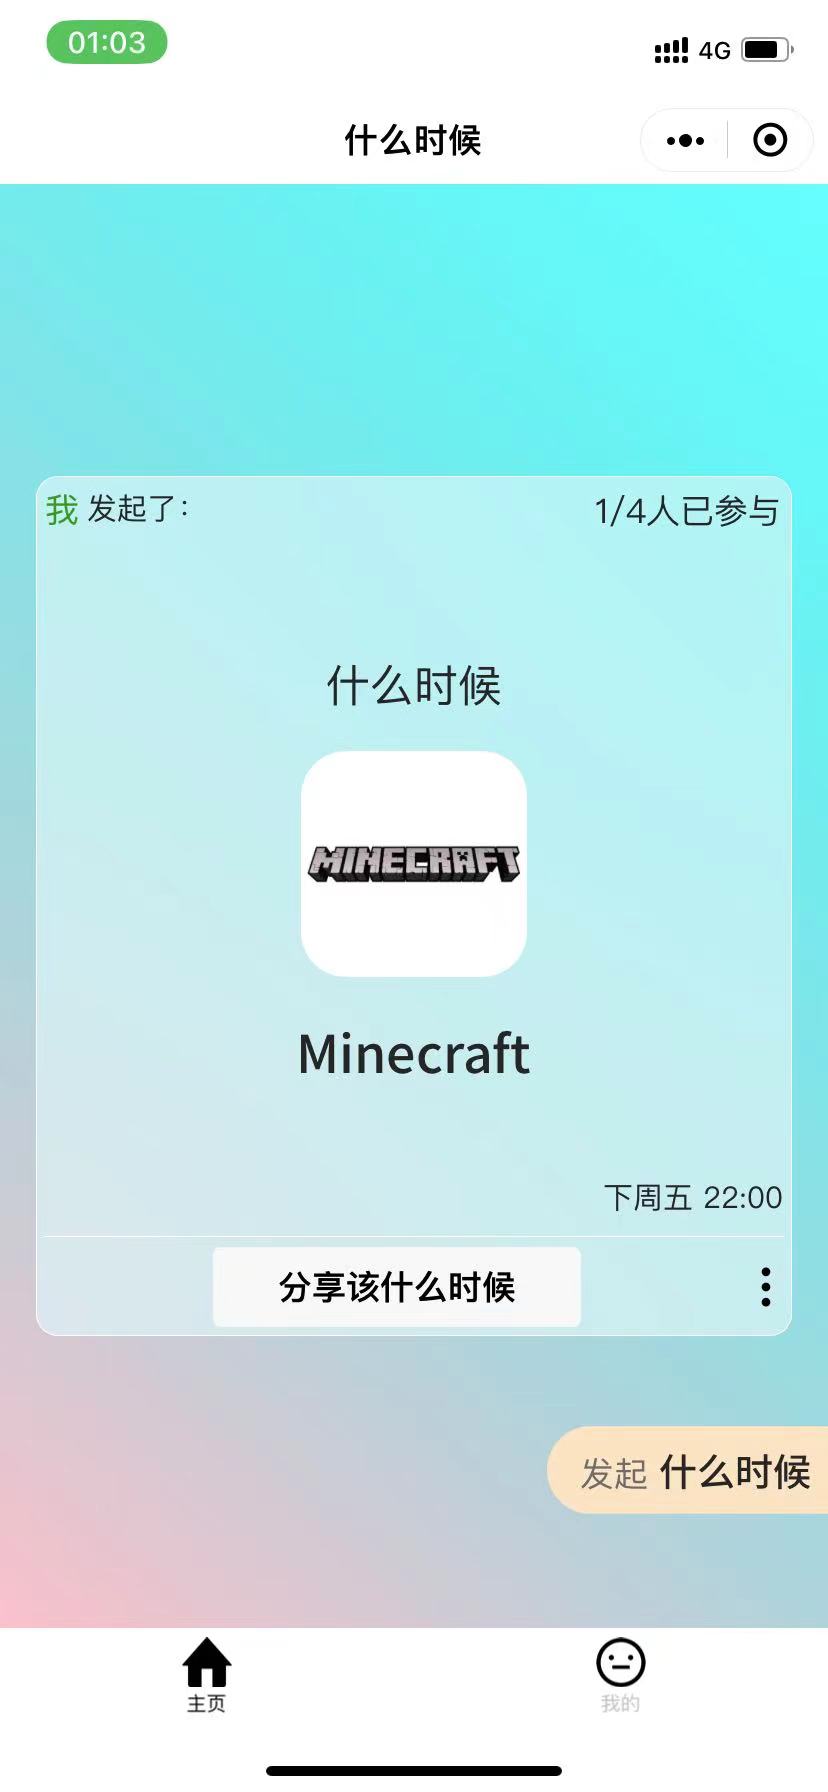 01:03
4G
什么时候
我 发起了：
1/4人已参与
什么时候
MINECRAFT
Minecraft
下周五 22:00
分享该什么时候
发起 什么时候
主页
我的